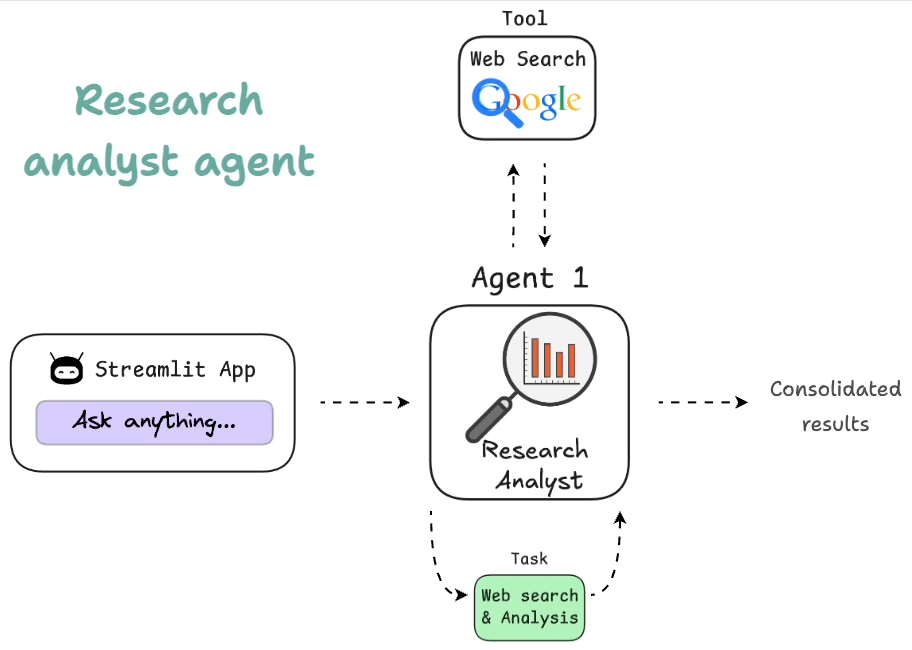 Tool
Web Search
Google
Research
analyst agent
Agent 1
Streamlit App
Ask anything...
Research
Analyst
Consolidated
results
Task
Web search
& Analysis